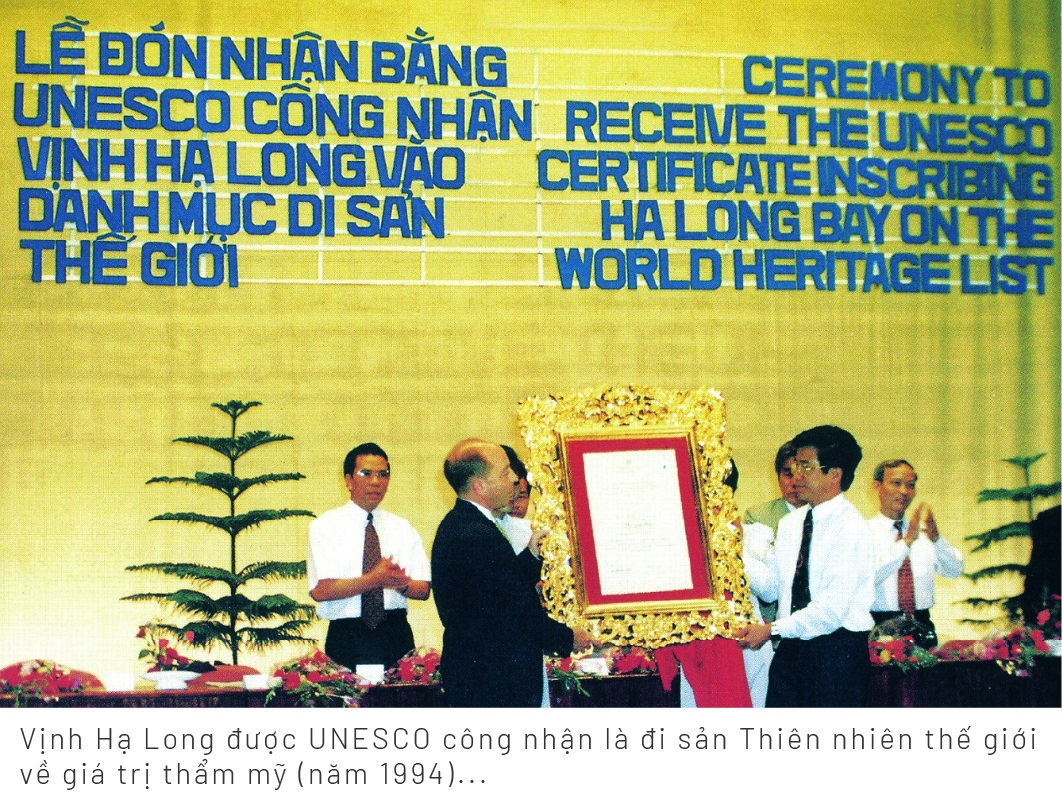 LỄ ĐÓN NHẬN BẰNG
UNESCO CÔNG NHẬN
VỊNH HẠ LONG VÀO
DANH MỤC DI SẢN
THẾ GIỚI
CEREMONY TO
RECEIVE THE UNESCO
CERTIFICATE INSCRIBING
HA LONG BAY ON THE
WORLD HERITAGE LIST
Vịnh Hạ Long được UNESCO công nhận là đi sản Thiên nhiên thế giới
về giá trị thẩm mỹ (năm 1994)...